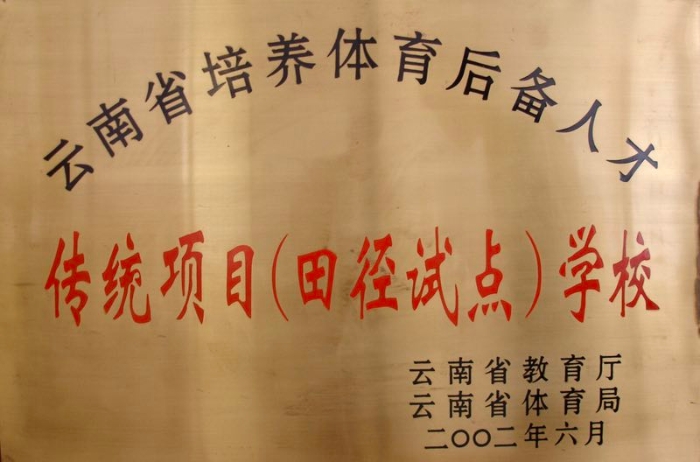 云南省培养体育后备人才
传统项目(田径试点)学校
云南省教育厅
云南省体育局
二〇〇二年六月